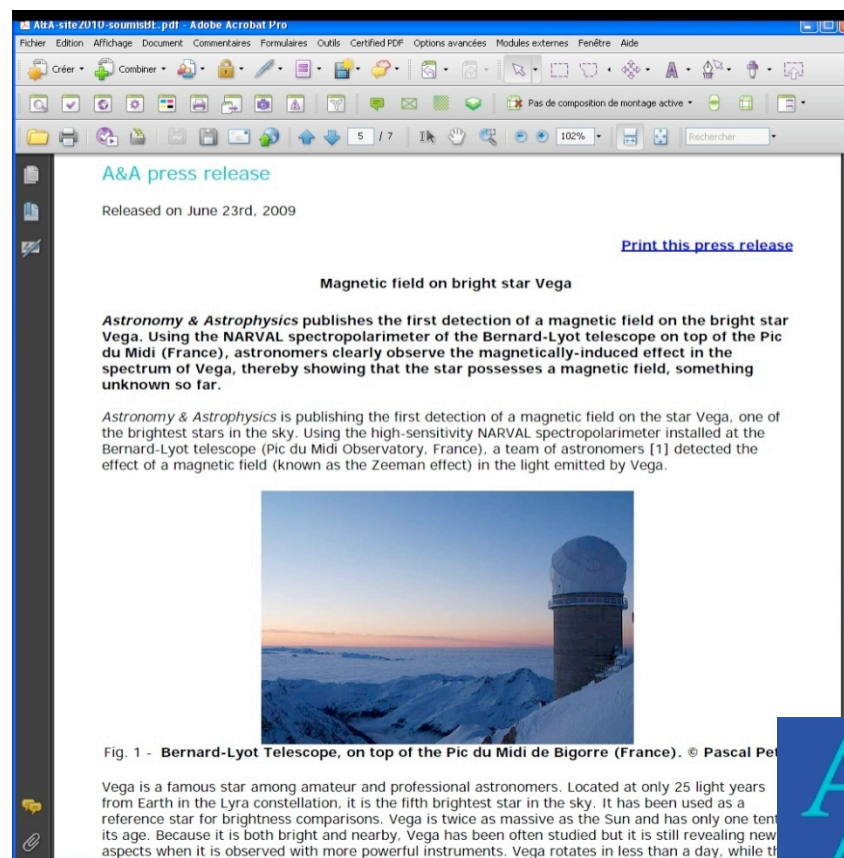 A&A-site2010-soumisBE.pdf - Adobe Acrobat Pro
Fichier Edition Affichage Document Commentaires Formulaires Outils Certified PDF Options avancées Modules externes Fenêtre Aide
Créer Combiner
Pas de composition de montage active
5 / 7 102% Rechercher
A&A press release
Released on June 23rd, 2009
Print this press release
Magnetic field on bright star Vega
Astronomy & Astrophysics publishes the first detection of a magnetic field on the bright star
Vega. Using the NARVAL spectropolarimeter of the Bernard-Lyot telescope on top of the Pic
du Midi (France), astronomers clearly observe the magnetically-induced effect in the
spectrum of Vega, thereby showing that the star possesses a magnetic field, something
unknown so far.
Astronomy & Astrophysics is publishing the first detection of a magnetic field on the star Vega, one of
the brightest stars in the sky. Using the high-sensitivity NARVAL spectropolarimeter installed at the
Bernard-Lyot telescope (Pic du Midi Observatory, France), a team of astronomers [1] detected the
effect of a magnetic field (known as the Zeeman effect) in the light emitted by Vega.
Fig. 1 - Bernard-Lyot Telescope, on top of the Pic du Midi de Bigorre (France). © Pascal Pet
Vega is a famous star among amateur and professional astronomers. Located at only 25 light years
from Earth in the Lyra constellation, it is the fifth brightest star in the sky. It has been used as a
reference star for brightness comparisons. Vega is twice as massive as the Sun and has only one tent
its age. Because it is both bright and nearby, Vega has been often studied but it is still revealing new
aspects when it is observed with more powerful instruments. Vega rotates in less than a day, while th